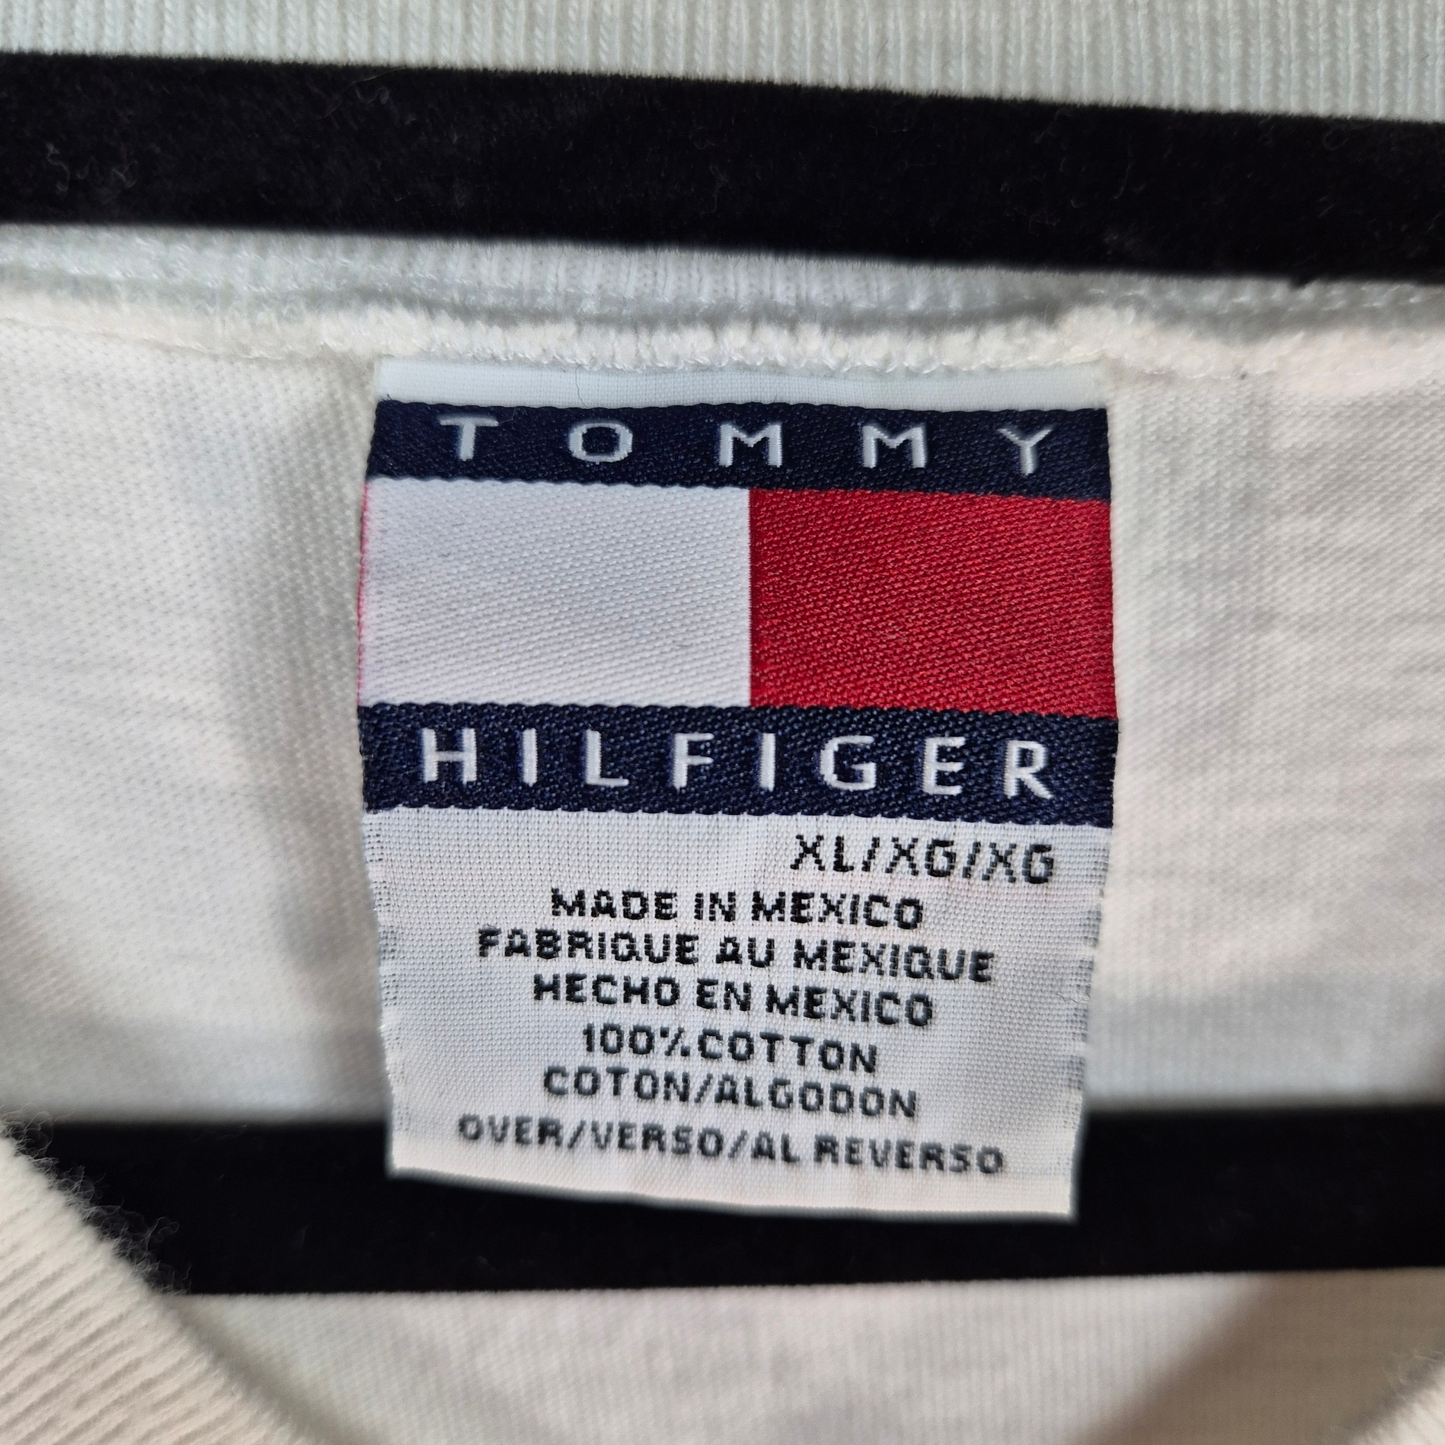 TOMMY
HILFIGER
XL/XG/XG
MADE IN MEXICO
FABRIQUE AU MEXIQUE
HECHO EN MEXICO
100% COTTON
COTON/ALGODON
OVER/VERSO/AL REVERSO